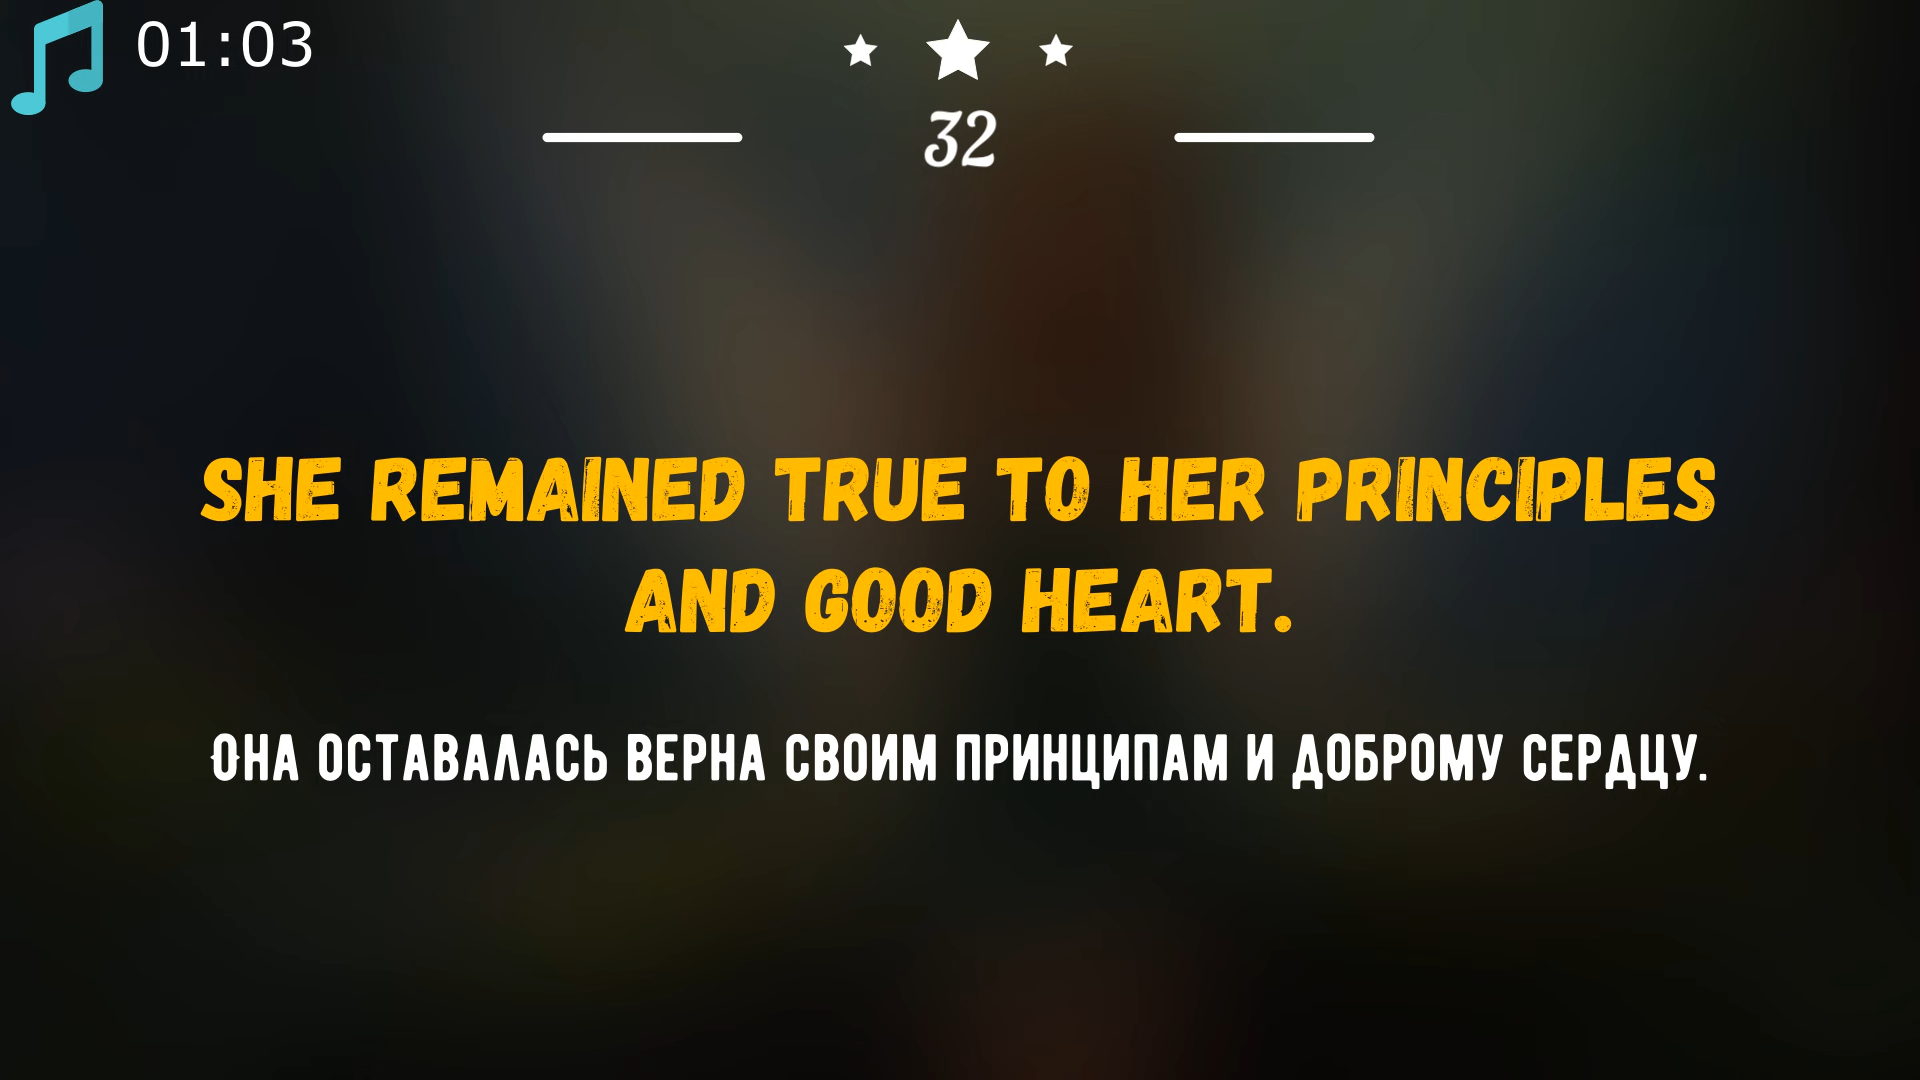 01:03
32
SHE REMAINED TRUE TO HER PRINCIPLES
AND GOOD HEART.
Она оставалась верна своим принципам и доброму сердцу.